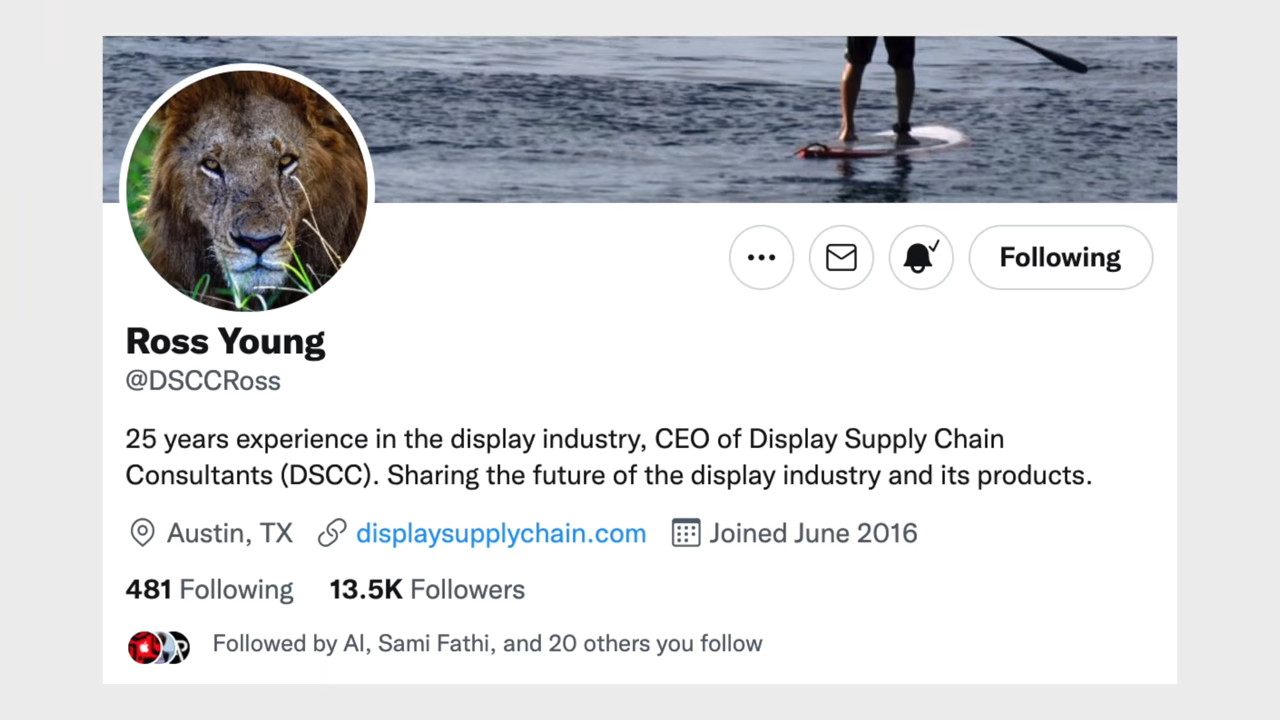 Following
Ross Young
@DSCCRoss
25 years experience in the display industry, CEO of Display Supply Chain
Consultants (DSCC). Sharing the future of the display industry and its products.
Austin, TX displaysupplychain.com Joined June 2016
481 Following 13.5K Followers
Followed by Al, Sami Fathi, and 20 others you follow